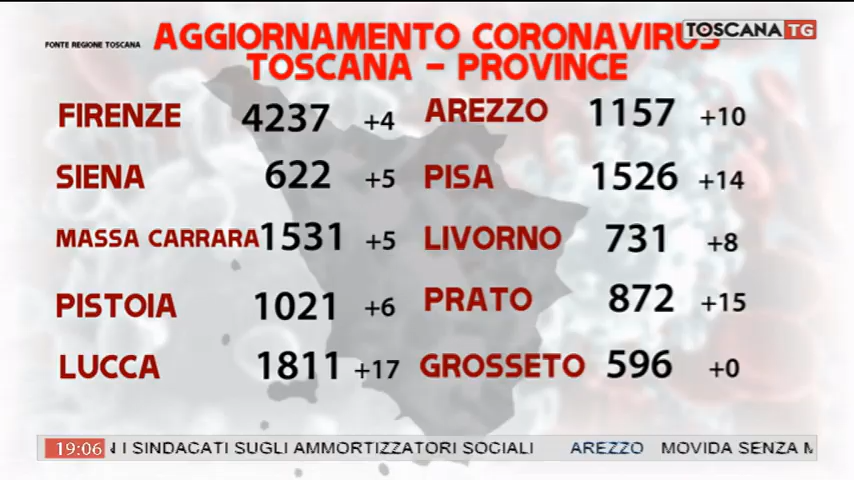 AGGIORNAMENTO CORONAVIRUS
TOSCANA TG
FONTE REGIONE TOSCANA
TOSCANA – PROVINCE
FIRENZE 4237 +4 AREZZO 1157 +10
SIENA 622 +5 PISA 1526 +14
MASSA CARRARA 1531 +5 LIVORNO 731 +8
PISTOIA 1021 +6 PRATO 872 +15
LUCCA 1811 +17 GROSSETO 596 +0
19:06 I SINDACATI SUGLI AMMORTIZZATORI SOCIALI AREZZO MOVIDA SENZA